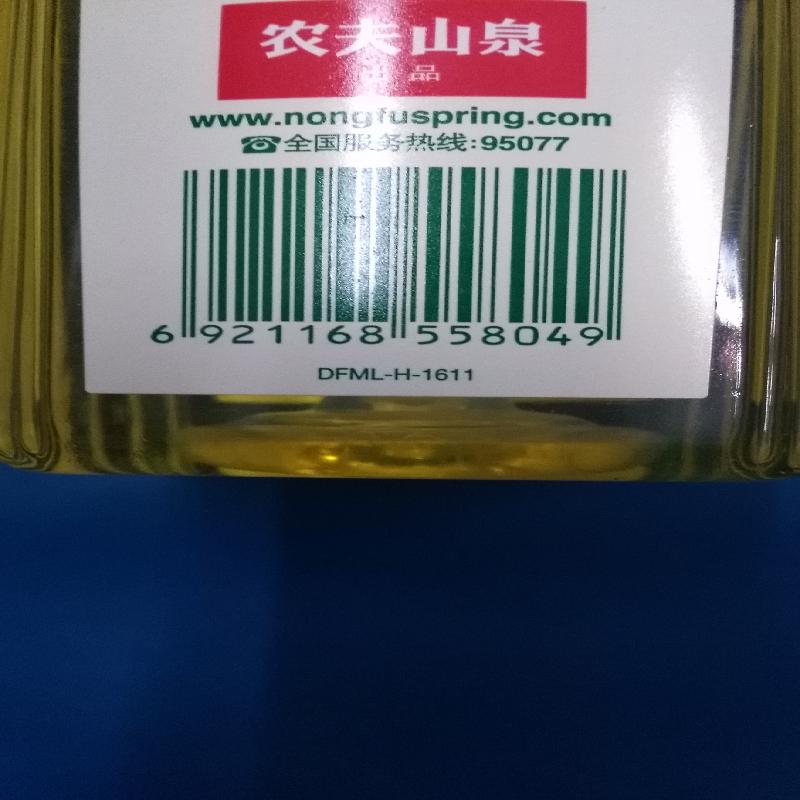 农夫山泉
出品
www.nongfuspring.com
☎全国服务热线:95077
6 921168 558049
DFML-H-1611